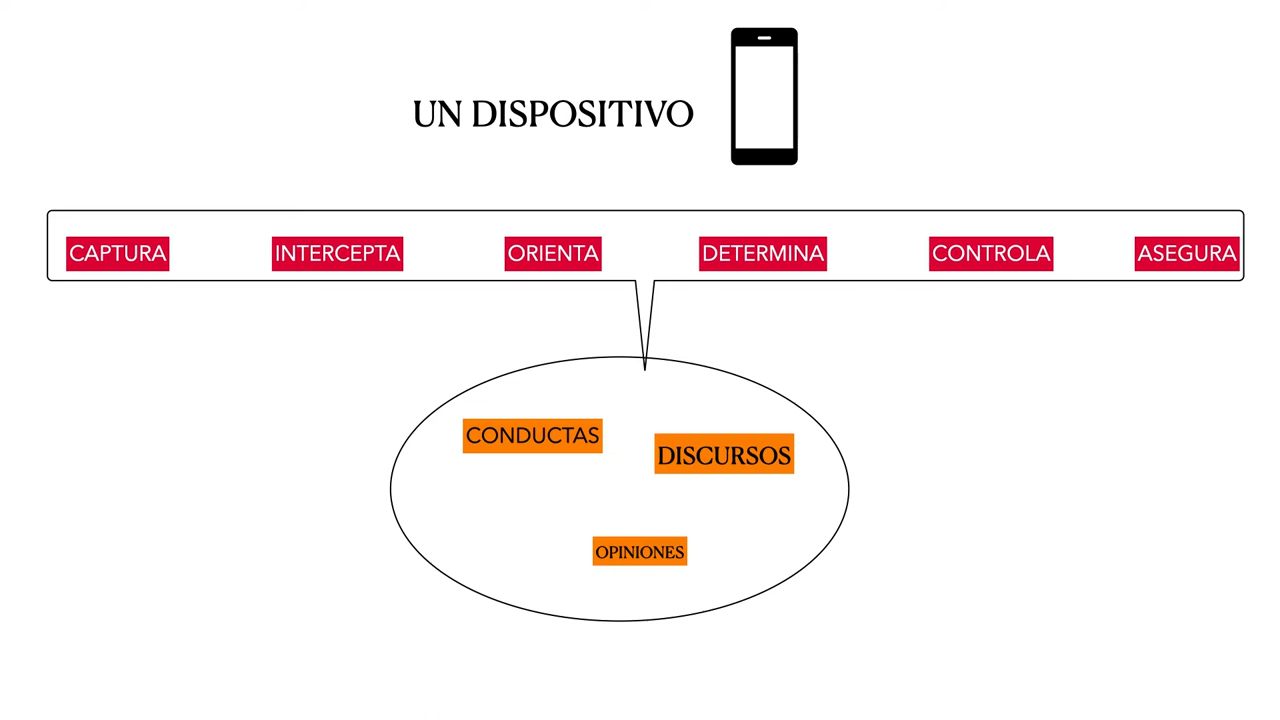 UN DISPOSITIVO
CAPTURA INTERCEPTA ORIENTA DETERMINA CONTROLA ASEGURA
CONDUCTAS
DISCURSOS
OPINIONES